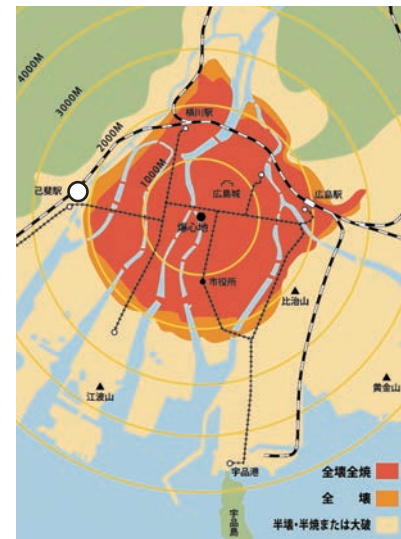 4000M
3000M
2000M
1000M
横川駅
己斐駅
広島城
広島駅
爆心地
市役所
比治山
江波山
黄金山
宇品港
宇品島
全壊全焼
全　壊
半壊・半焼または大破